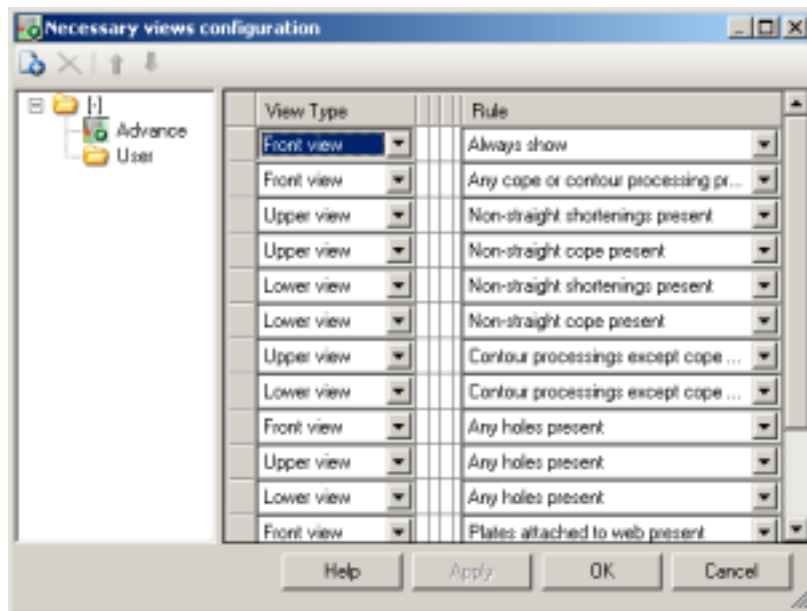 Necessary views configuration
[-]
Advance
User
View Type Rule
Front view Always show
Front view Any cope or contour processing pr...
Upper view Non-straight shortenings present
Upper view Non-straight cope present
Lower view Non-straight shortenings present
Lower view Non-straight cope present
Upper view Contour processings except cope ...
Lower view Contour processings except cope ...
Front view Any holes present
Upper view Any holes present
Lower view Any holes present
Front view Plates attached to web present
Help Apply OK Cancel